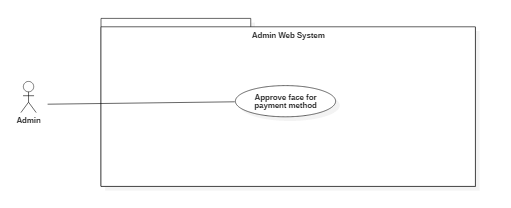 Admin Web System
Approve face for
payment method
Admin